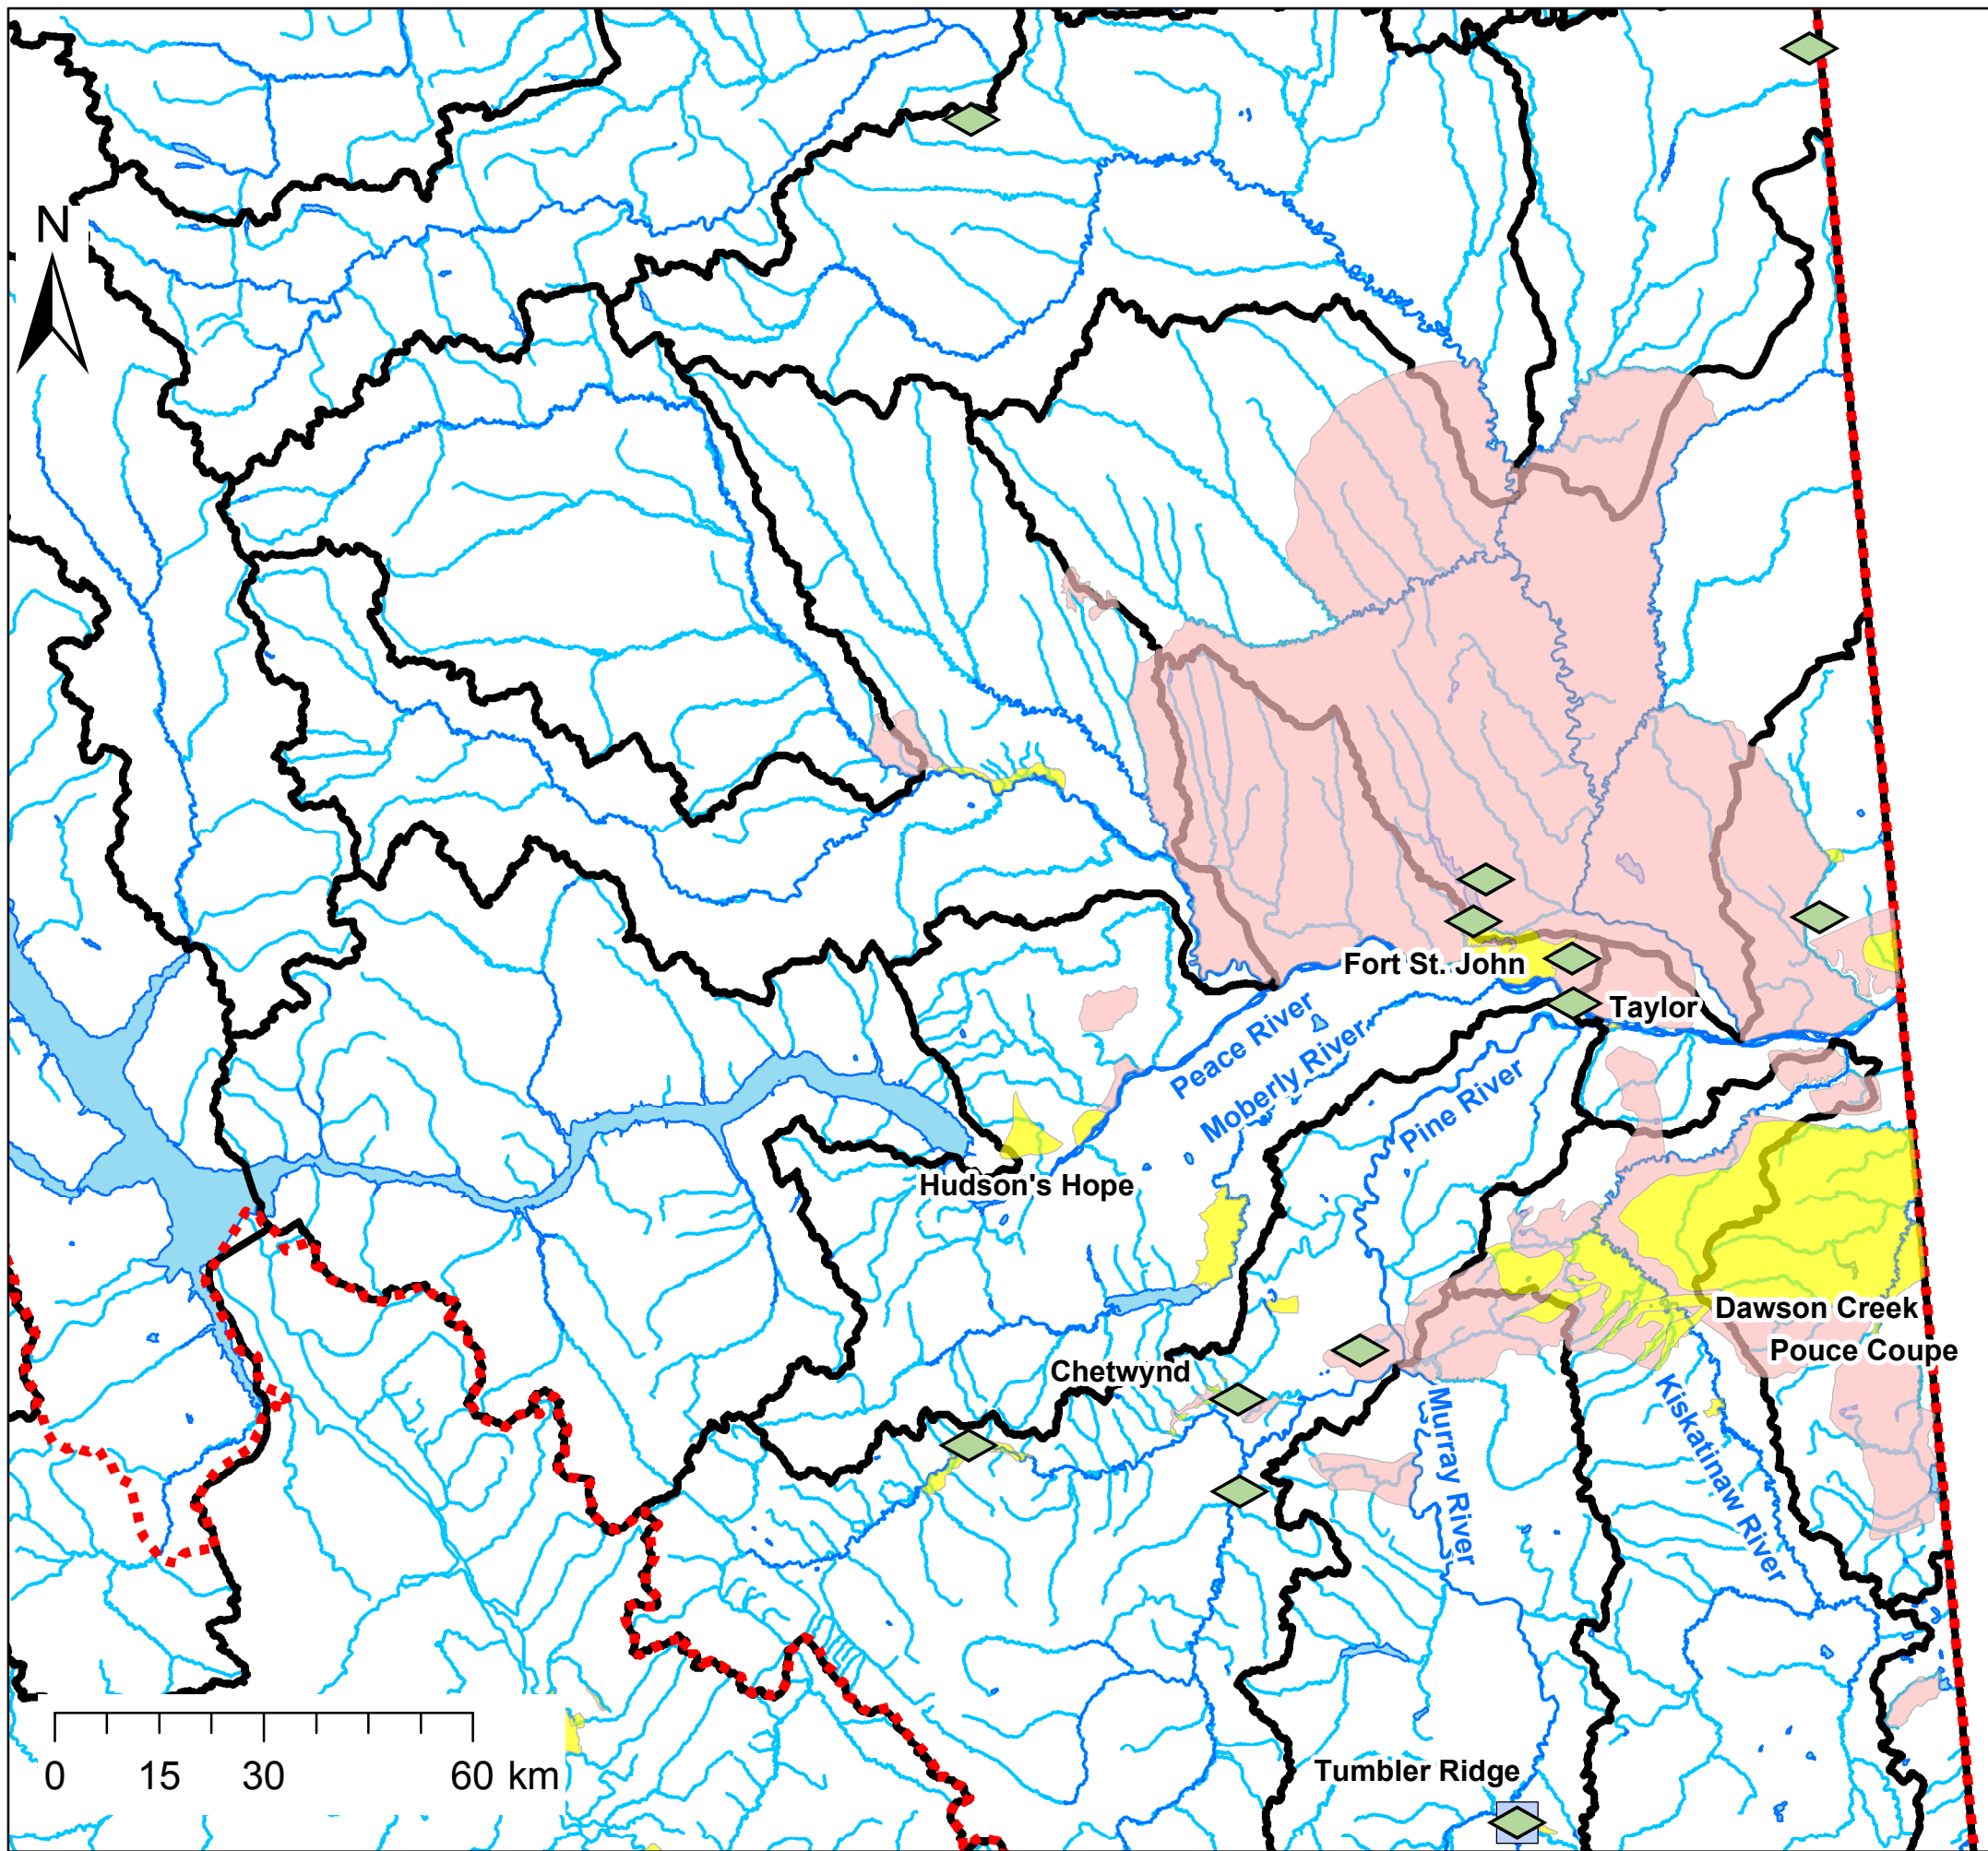 N
Fort St. John
Taylor
Peace River
Moberly River
Pine River
Hudson's Hope
Dawson Creek
Pouce Coupe
Chetwynd
Murray River
Kiskatinaw River
Tumbler Ridge
0 15 30 60 km